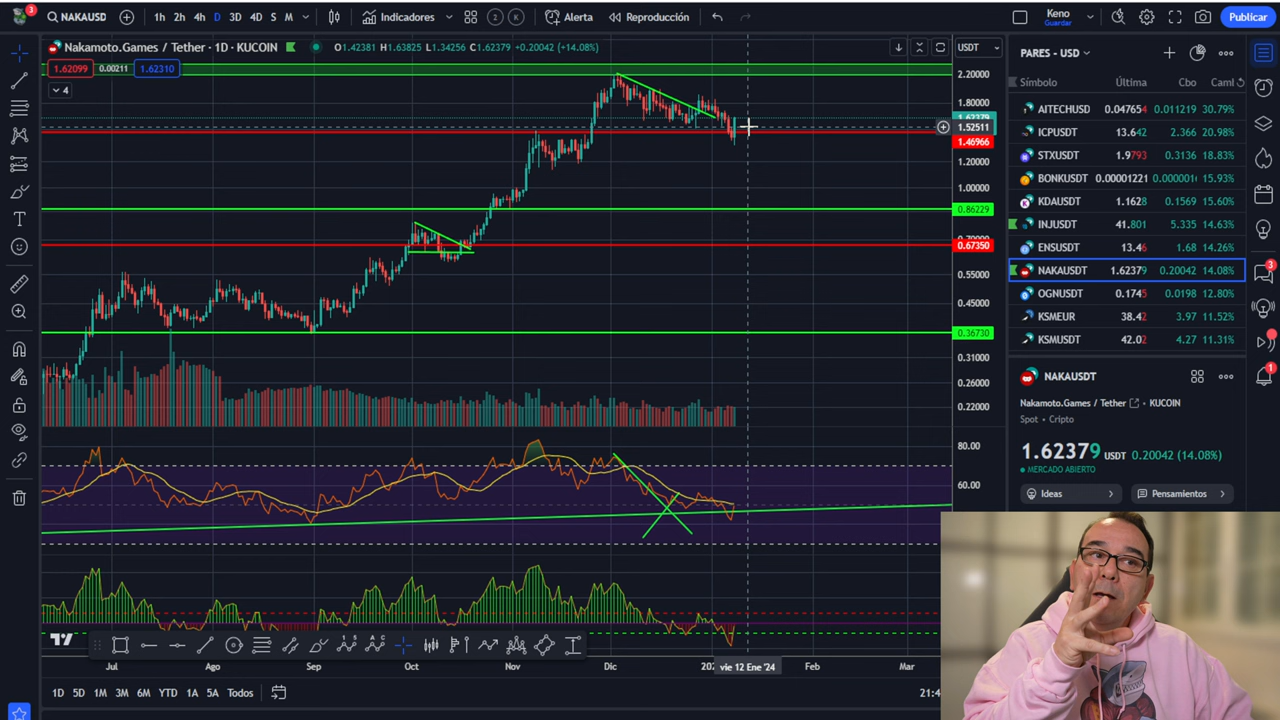 3
NAKAUSD
1h 2h 4h D 3D 4D S M
Indicadores
2 K
Alerta
Reproducción
Keno
Guardar
Publicar
Nakamoto.Games / Tether · 1D · KUCOIN
O1.42381 H1.63825 L1.34256 C1.62379 +0.20042 (+14.08%)
1.62099 0.00211 1.62310
4
USDT
2.20000
1.80000
1.62379
1.52511
1.46966
1.20000
1.00000
0.86229
0.67350
0.55000
0.45000
0.36730
0.31000
0.26000
0.22000
80.00
60.00
Jul Ago Sep Oct Nov Dic vie 12 Ene '24 Feb Mar
1D 5D 1M 3M 6M YTD 1A 5A Todos
21:4
PARES - USD
Símbolo Última Cbo Caml
AITECHUSD 0.047654 0.011219 30.79%
ICPUSDT 13.642 2.366 20.98%
STXUSDT 1.9793 0.3136 18.83%
BONKUSDT 0.00001221 0.000001 15.93%
KDAUSDT 1.1628 0.1569 15.60%
INJUSDT 41.801 5.335 14.63%
ENSUSDT 13.46 1.68 14.26%
NAKAUSDT 1.62379 0.20042 14.08%
OGNUSDT 0.1745 0.0198 12.80%
KSMEUR 38.42 3.97 11.52%
KSMUSDT 42.02 4.27 11.31%
NAKAUSDT
Nakamoto.Games / Tether · KUCOIN
Spot · Cripto
1.62379 USDT 0.20042 (14.08%)
MERCADO ABIERTO
Ideas
Pensamientos
3
1